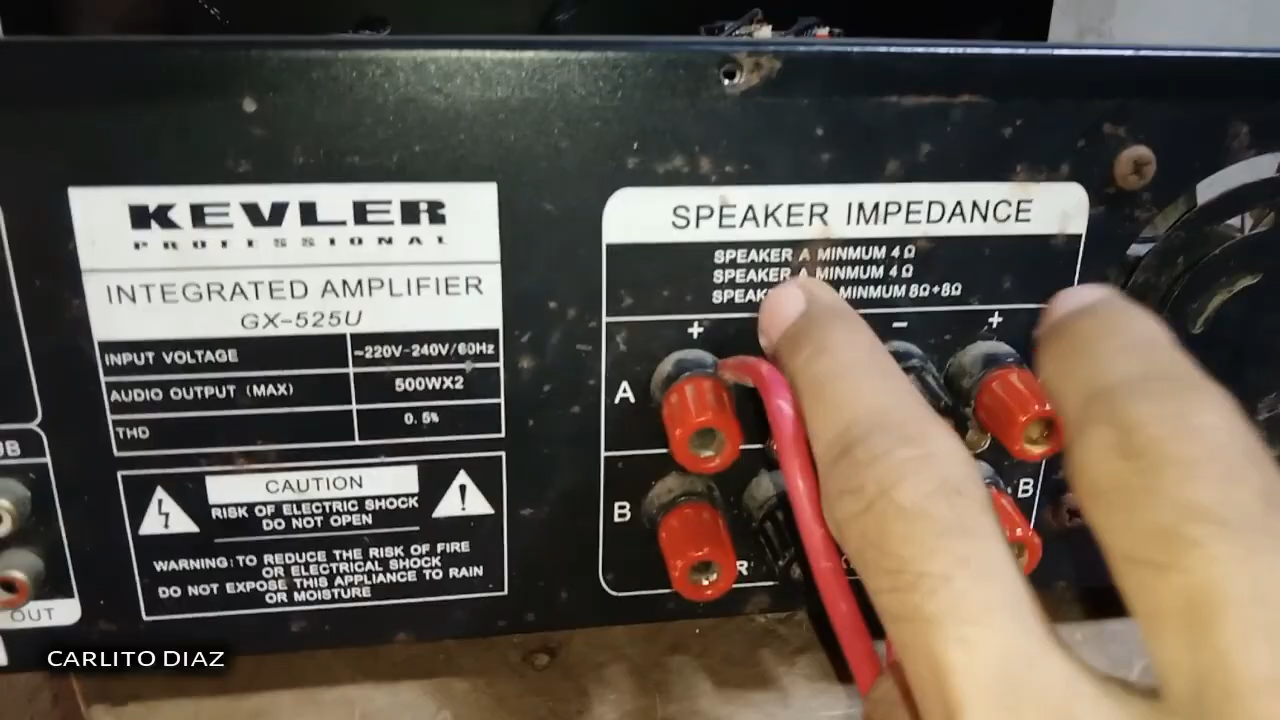 KEVLER
PROFESSIONAL
INTEGRATED AMPLIFIER
GX-525U
INPUT VOLTAGE ~220V-240V/60Hz
AUDIO OUTPUT (MAX) 500WX2
THD 0.5%
CAUTION
RISK OF ELECTRIC SHOCK
DO NOT OPEN
WARNING: TO REDUCE THE RISK OF FIRE
OR ELECTRICAL SHOCK
DO NOT EXPOSE THIS APPLIANCE TO RAIN
OR MOISTURE
SPEAKER IMPEDANCE
SPEAKER A MINMUM 4Ω
SPEAKER A MINMUM 4Ω
MINMUM 8Ω+8Ω
+ − +
A
B B
R
OUT
CARLITO DIAZ